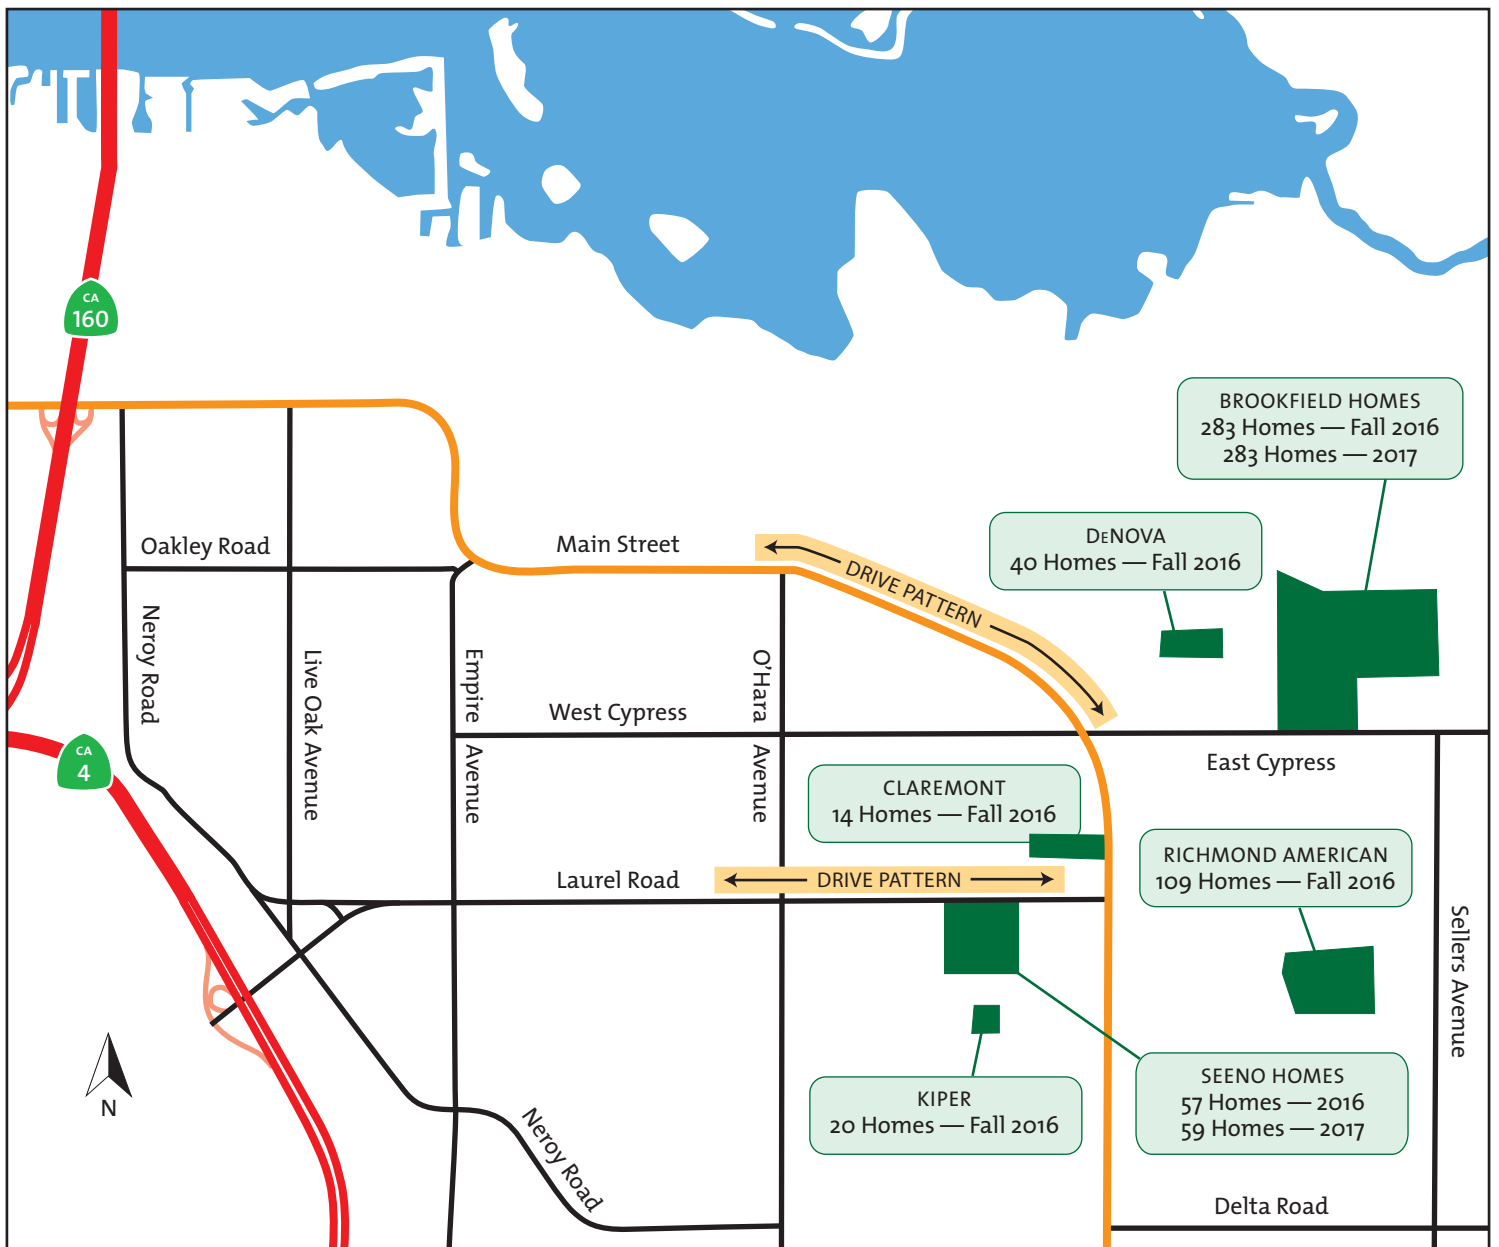 CA
160
BROOKFIELD HOMES
283 Homes — Fall 2016
283 Homes — 2017
DeNOVA
40 Homes — Fall 2016
Oakley Road
Main Street
DRIVE PATTERN
Neroy Road
Live Oak Avenue
Empire Avenue
O'Hara Avenue
West Cypress
East Cypress
CA
4
CLAREMONT
14 Homes — Fall 2016
RICHMOND AMERICAN
109 Homes — Fall 2016
Laurel Road
DRIVE PATTERN
Sellers Avenue
N
KIPER
20 Homes — Fall 2016
SEENO HOMES
57 Homes — 2016
59 Homes — 2017
Neroy Road
Delta Road